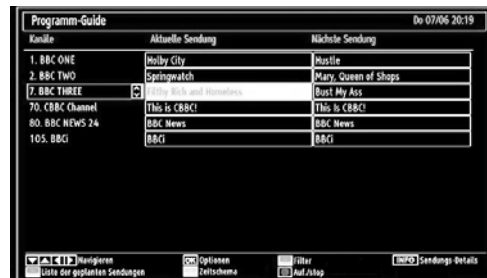 Programm-Guide Do 07/06 20:19
Kanäle Aktuelle Sendung Nächste Sendung
1. BBC ONE Holby City Hustle
2. BBC TWO Springwatch Mary, Queen of Shops
7. BBC THREE Filthy Rich and Homeless Bust My Ass
70. CBBC Channel This is CBBC! This Is CBBC!
80. BBC NEWS 24 BBC News BBC News
105. BBCi BBCi BBCi
Navigieren OK Optionen Filter INFO Sendungs-Details
Liste der geplanten Sendungen Zeitschema Auf./stop